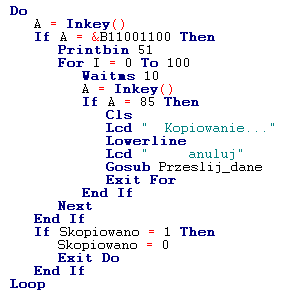 Do
A = Inkey()
If A = &B11001100 Then
Printbin 51
For I = 0 To 100
Waitms 10
A = Inkey()
If A = 85 Then
Cls
Lcd "  Kopiowanie..."
Lowerline
Lcd "     anuluj"
Gosub Przeslij_dane
Exit For
End If
Next
End If
If Skopiowano = 1 Then
Skopiowano = 0
Exit Do
End If
Loop